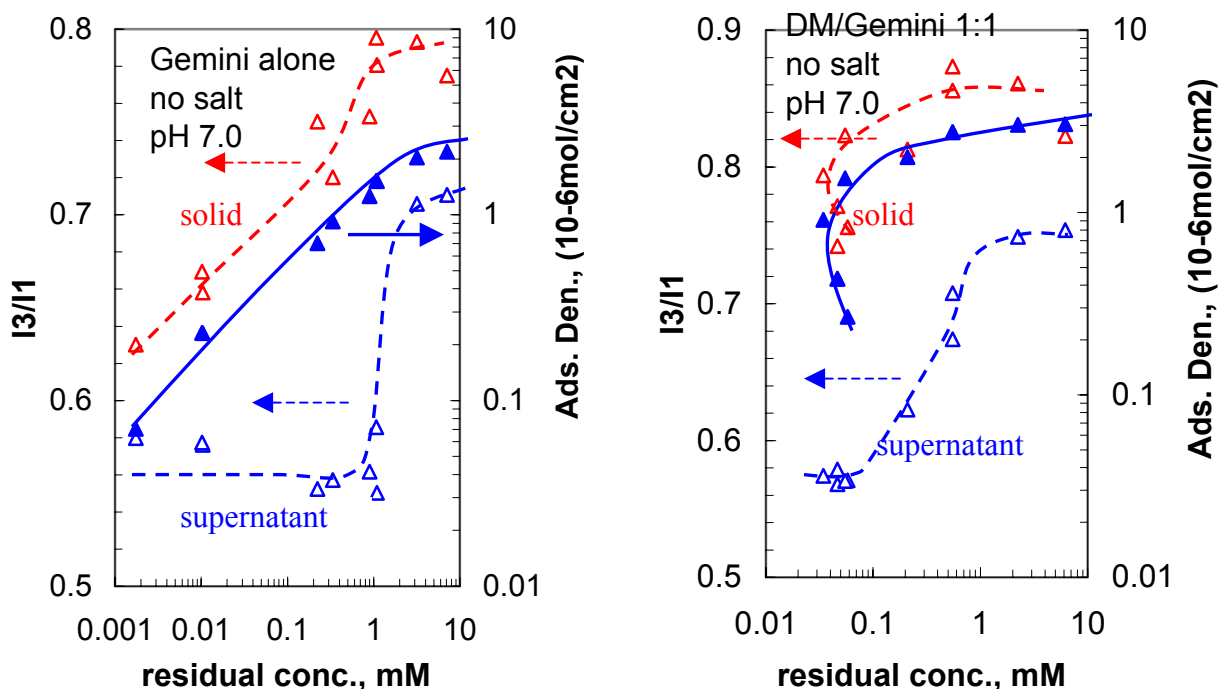 0.8
0.7
0.6
0.5
I3/I1
Gemini alone
no salt
pH 7.0
solid
supernatant
10
1
0.1
0.01
Ads. Den., (10-6mol/cm2)
0.001
0.01
0.1
1
10
residual conc., mM
0.9
0.8
0.7
0.6
0.5
I3/I1
DM/Gemini 1:1
no salt
pH 7.0
solid
supernatant
10
1
0.1
0.01
Ads. Den., (10-6mol/cm2)
0.01
0.1
1
10
residual conc., mM